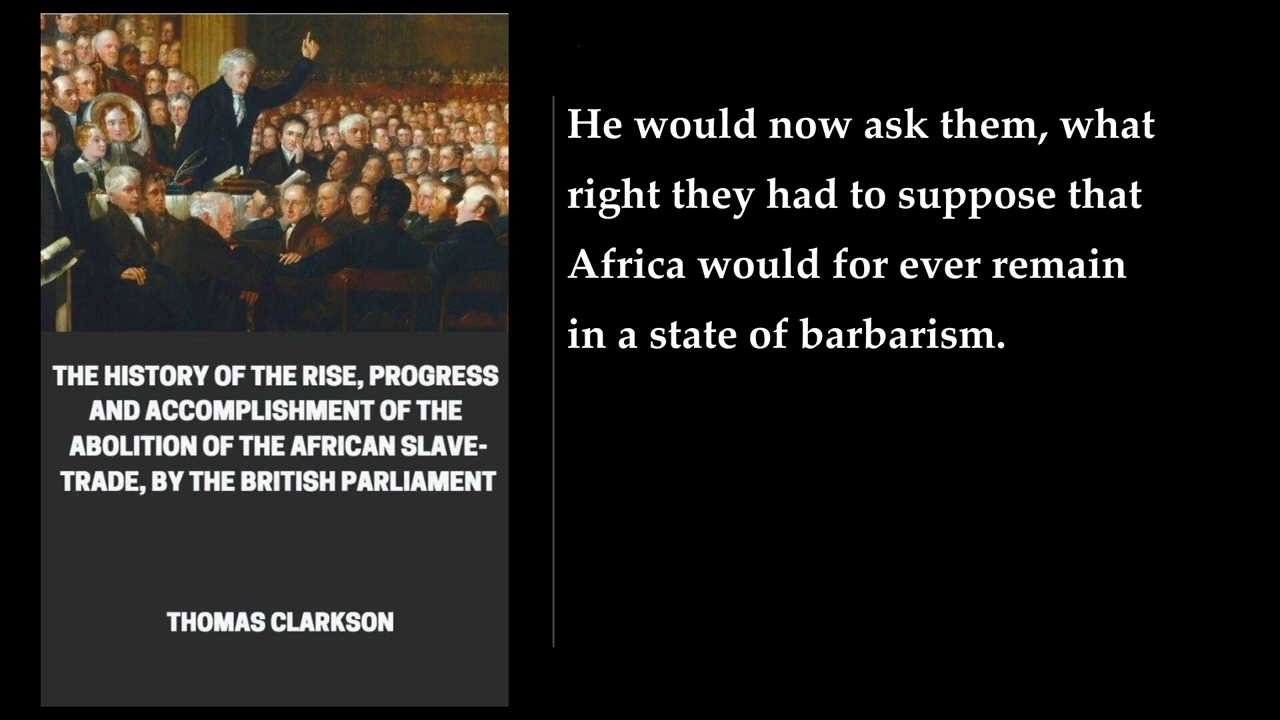 THE HISTORY OF THE RISE, PROGRESS
AND ACCOMPLISHMENT OF THE
ABOLITION OF THE AFRICAN SLAVE-
TRADE, BY THE BRITISH PARLIAMENT
THOMAS CLARKSON
He would now ask them, what
right they had to suppose that
Africa would for ever remain
in a state of barbarism.